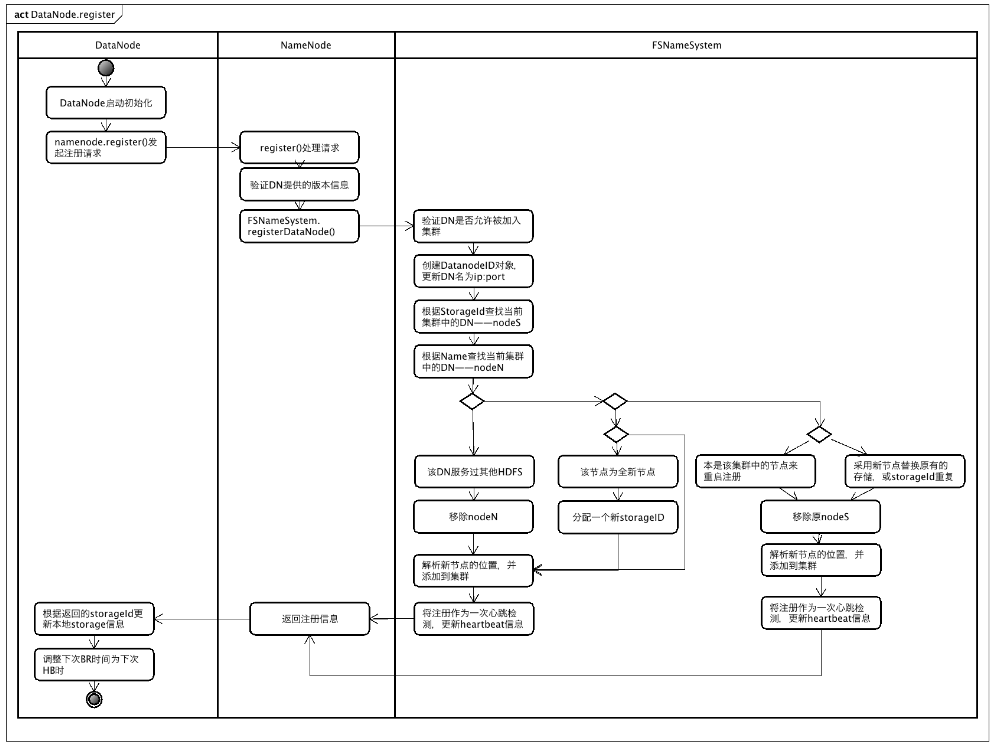 act DataNode.register
DataNode
NameNode
FSNameSystem
DataNode启动初始化
namenode.register()发
起注册请求
register()处理请求
验证DN提供的版本信息
FSNameSystem.
registerDataNode()
验证DN是否允许被加入
集群
创建DatanodeID对象，
更新DN名为ip:port
根据StorageId查找当前
集群中的DN——nodeS
根据Name查找当前集群
中的DN——nodeN
该DN服务过其他HDFS
该节点为全新节点
本是该集群中的节点来
重启注册
采用新节点替换原有的
存储，或storageId重复
移除nodeN
分配一个新storageID
移除原nodeS
解析新节点的位置，并
添加到集群
解析新节点的位置，并
添加到集群
将注册作为一次心跳检
测，更新heartbeat信息
将注册作为一次心跳检
测，更新heartbeat信息
返回注册信息
根据返回的storageId更
新本地storage信息
调整下次BR时间为下次
HB时